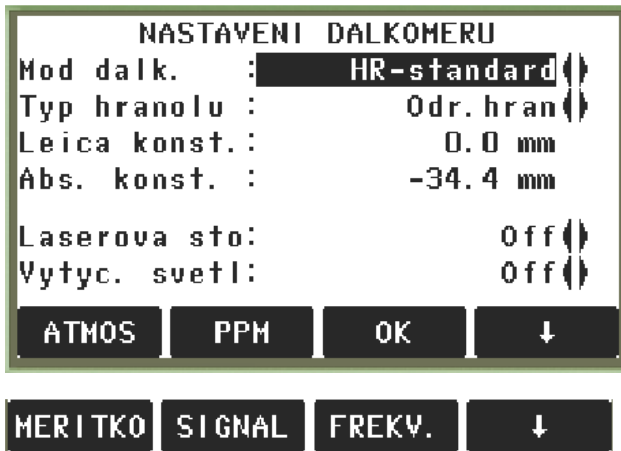 NASTAVENI DALKOMERU
Mod dalk. : HR-standard
Typ hranolu : Odr.hran
Leica konst.: 0.0 mm
Abs. konst. : -34.4 mm
Laserova sto: Off
Vytyc. svetl: Off
ATMOS PPM OK ↓
MERITKO SIGNAL FREKV. ↓